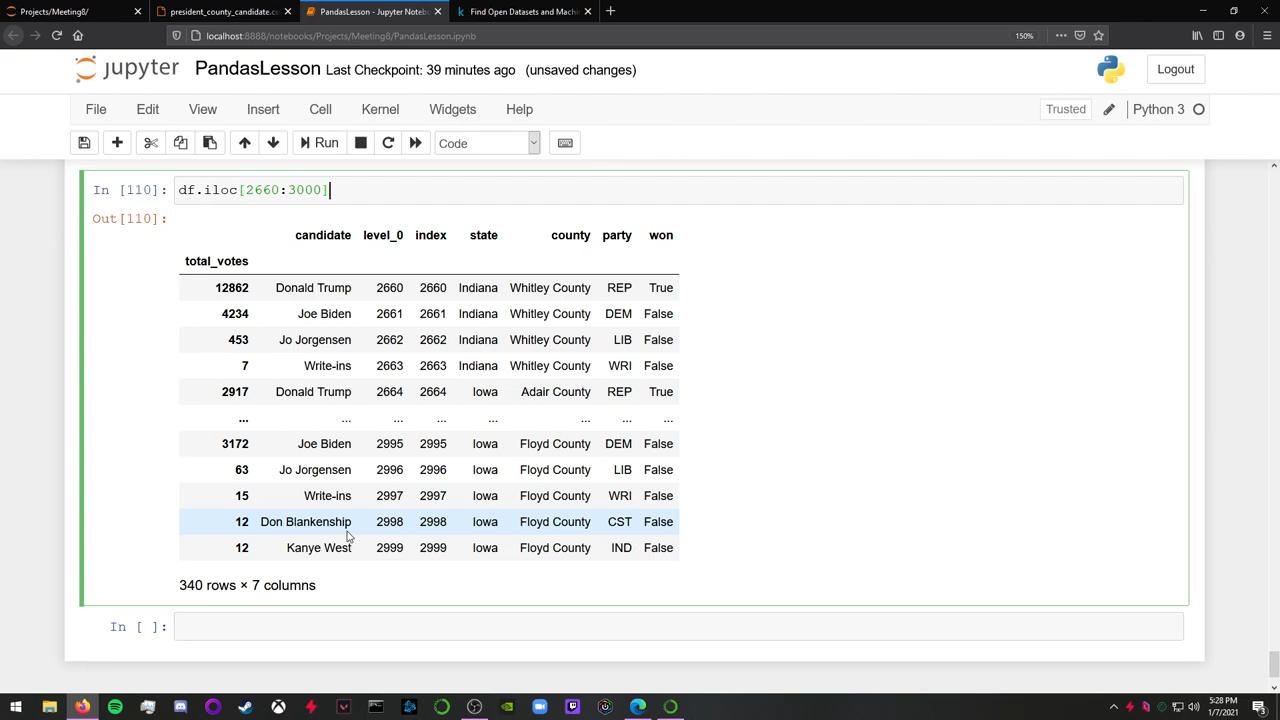 Projects/Meeting8/
president_county_candidate.cs
PandasLesson - Jupyter Notebo
Find Open Datasets and Machi
localhost:8888/notebooks/Projects/Meeting8/PandasLesson.ipynb
150%
jupyter PandasLesson Last Checkpoint: 39 minutes ago (unsaved changes)
Logout
File Edit View Insert Cell Kernel Widgets Help
Trusted Python 3
Run Code
In [110]: df.iloc[2660:3000]
Out[110]:
candidate level_0 index state county party won
total_votes
12862 Donald Trump 2660 2660 Indiana Whitley County REP True
4234 Joe Biden 2661 2661 Indiana Whitley County DEM False
453 Jo Jorgensen 2662 2662 Indiana Whitley County LIB False
7 Write-ins 2663 2663 Indiana Whitley County WRI False
2917 Donald Trump 2664 2664 Iowa Adair County REP True
... ... ... ... ... ... ... ...
3172 Joe Biden 2995 2995 Iowa Floyd County DEM False
63 Jo Jorgensen 2996 2996 Iowa Floyd County LIB False
15 Write-ins 2997 2997 Iowa Floyd County WRI False
12 Don Blankenship 2998 2998 Iowa Floyd County CST False
12 Kanye West 2999 2999 Iowa Floyd County IND False
340 rows × 7 columns
In [ ]:
5:28 PM
1/7/2021